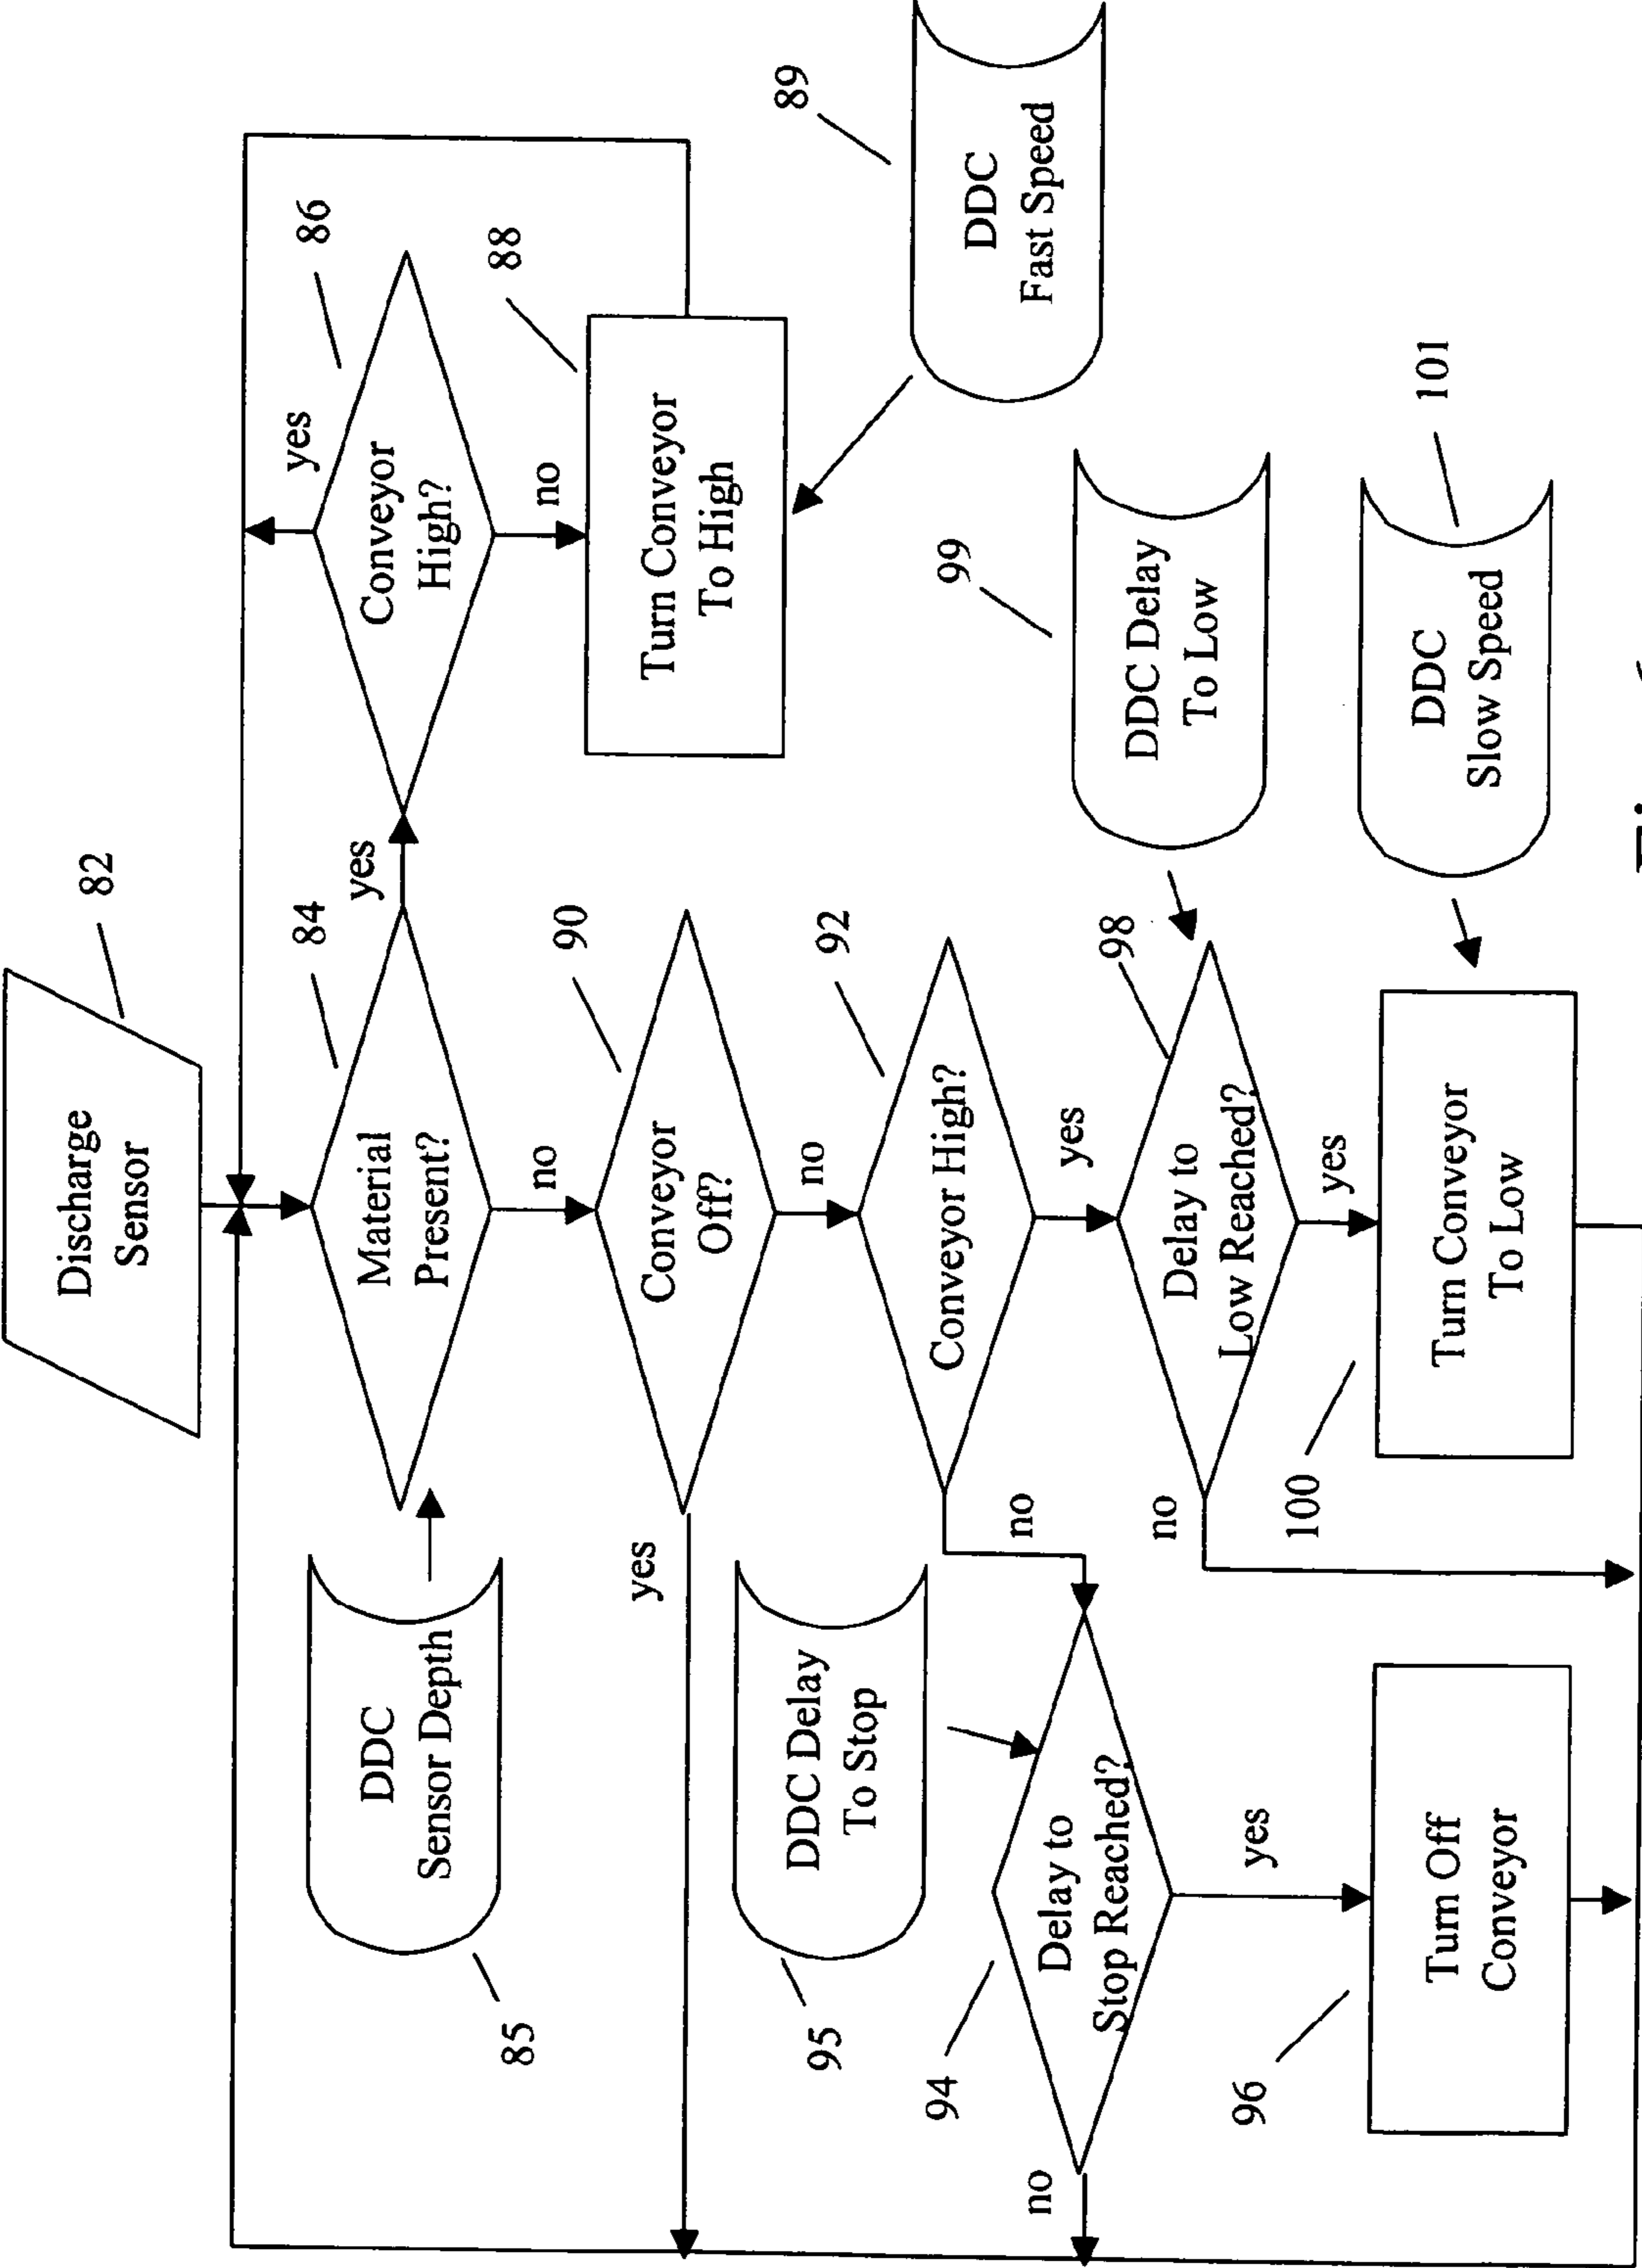 Discharge
Sensor
82
84
Material
Present?
yes
no
DDC
Sensor Depth
85
86
Conveyor
High?
yes
no
88
Turn Conveyor
To High
89
DDC
Fast Speed
90
Conveyor
Off?
yes
no
92
Conveyor High?
no
yes
DDC Delay
To Stop
95
94
Delay to
Stop Reached?
no
yes
96
Turn Off
Conveyor
98
Delay to
Low Reached?
no
yes
99
DDC Delay
To Low
100
Turn Conveyor
To Low
101
DDC
Slow Speed